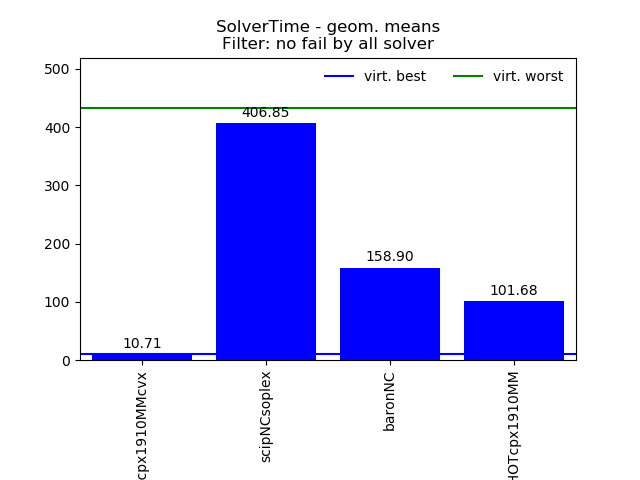 SolverTime - geom. means
Filter: no fail by all solver
500
400
300
200
100
0
virt. best
virt. worst
10.71
406.85
158.90
101.68
cpx1910MMcvx
scipNCsoplex
baronNC
HOTcpx1910MM